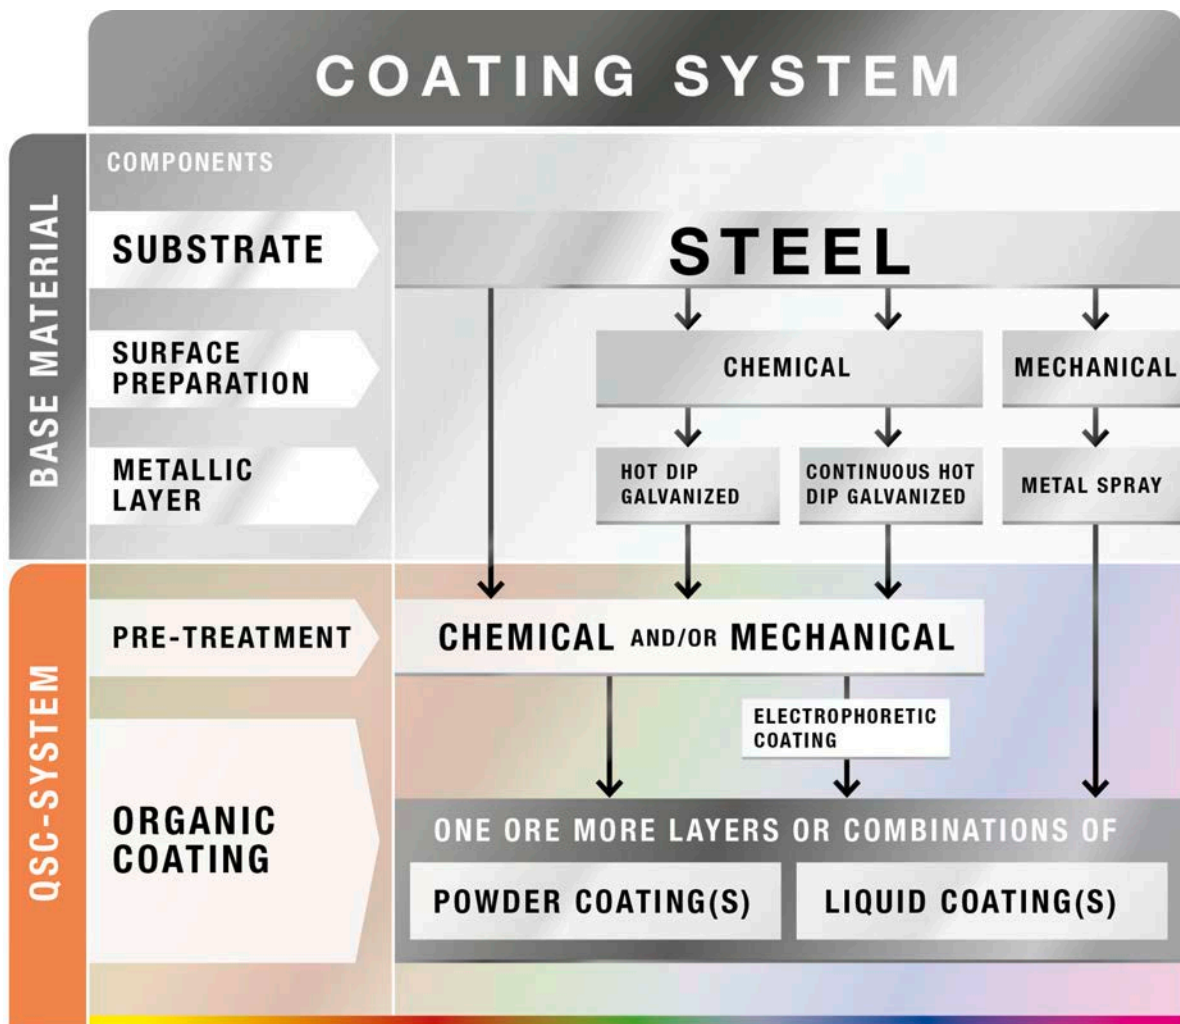 COATING SYSTEM
BASE MATERIAL
COMPONENTS
SUBSTRATE
STEEL
SURFACE
PREPARATION
CHEMICAL
MECHANICAL
METALLIC
LAYER
HOT DIP
GALVANIZED
CONTINUOUS HOT
DIP GALVANIZED
METAL SPRAY
QSC-SYSTEM
PRE-TREATMENT
CHEMICAL AND/OR MECHANICAL
ELECTROPHORETIC
COATING
ORGANIC
COATING
ONE ORE MORE LAYERS OR COMBINATIONS OF
POWDER COATING(S)
LIQUID COATING(S)